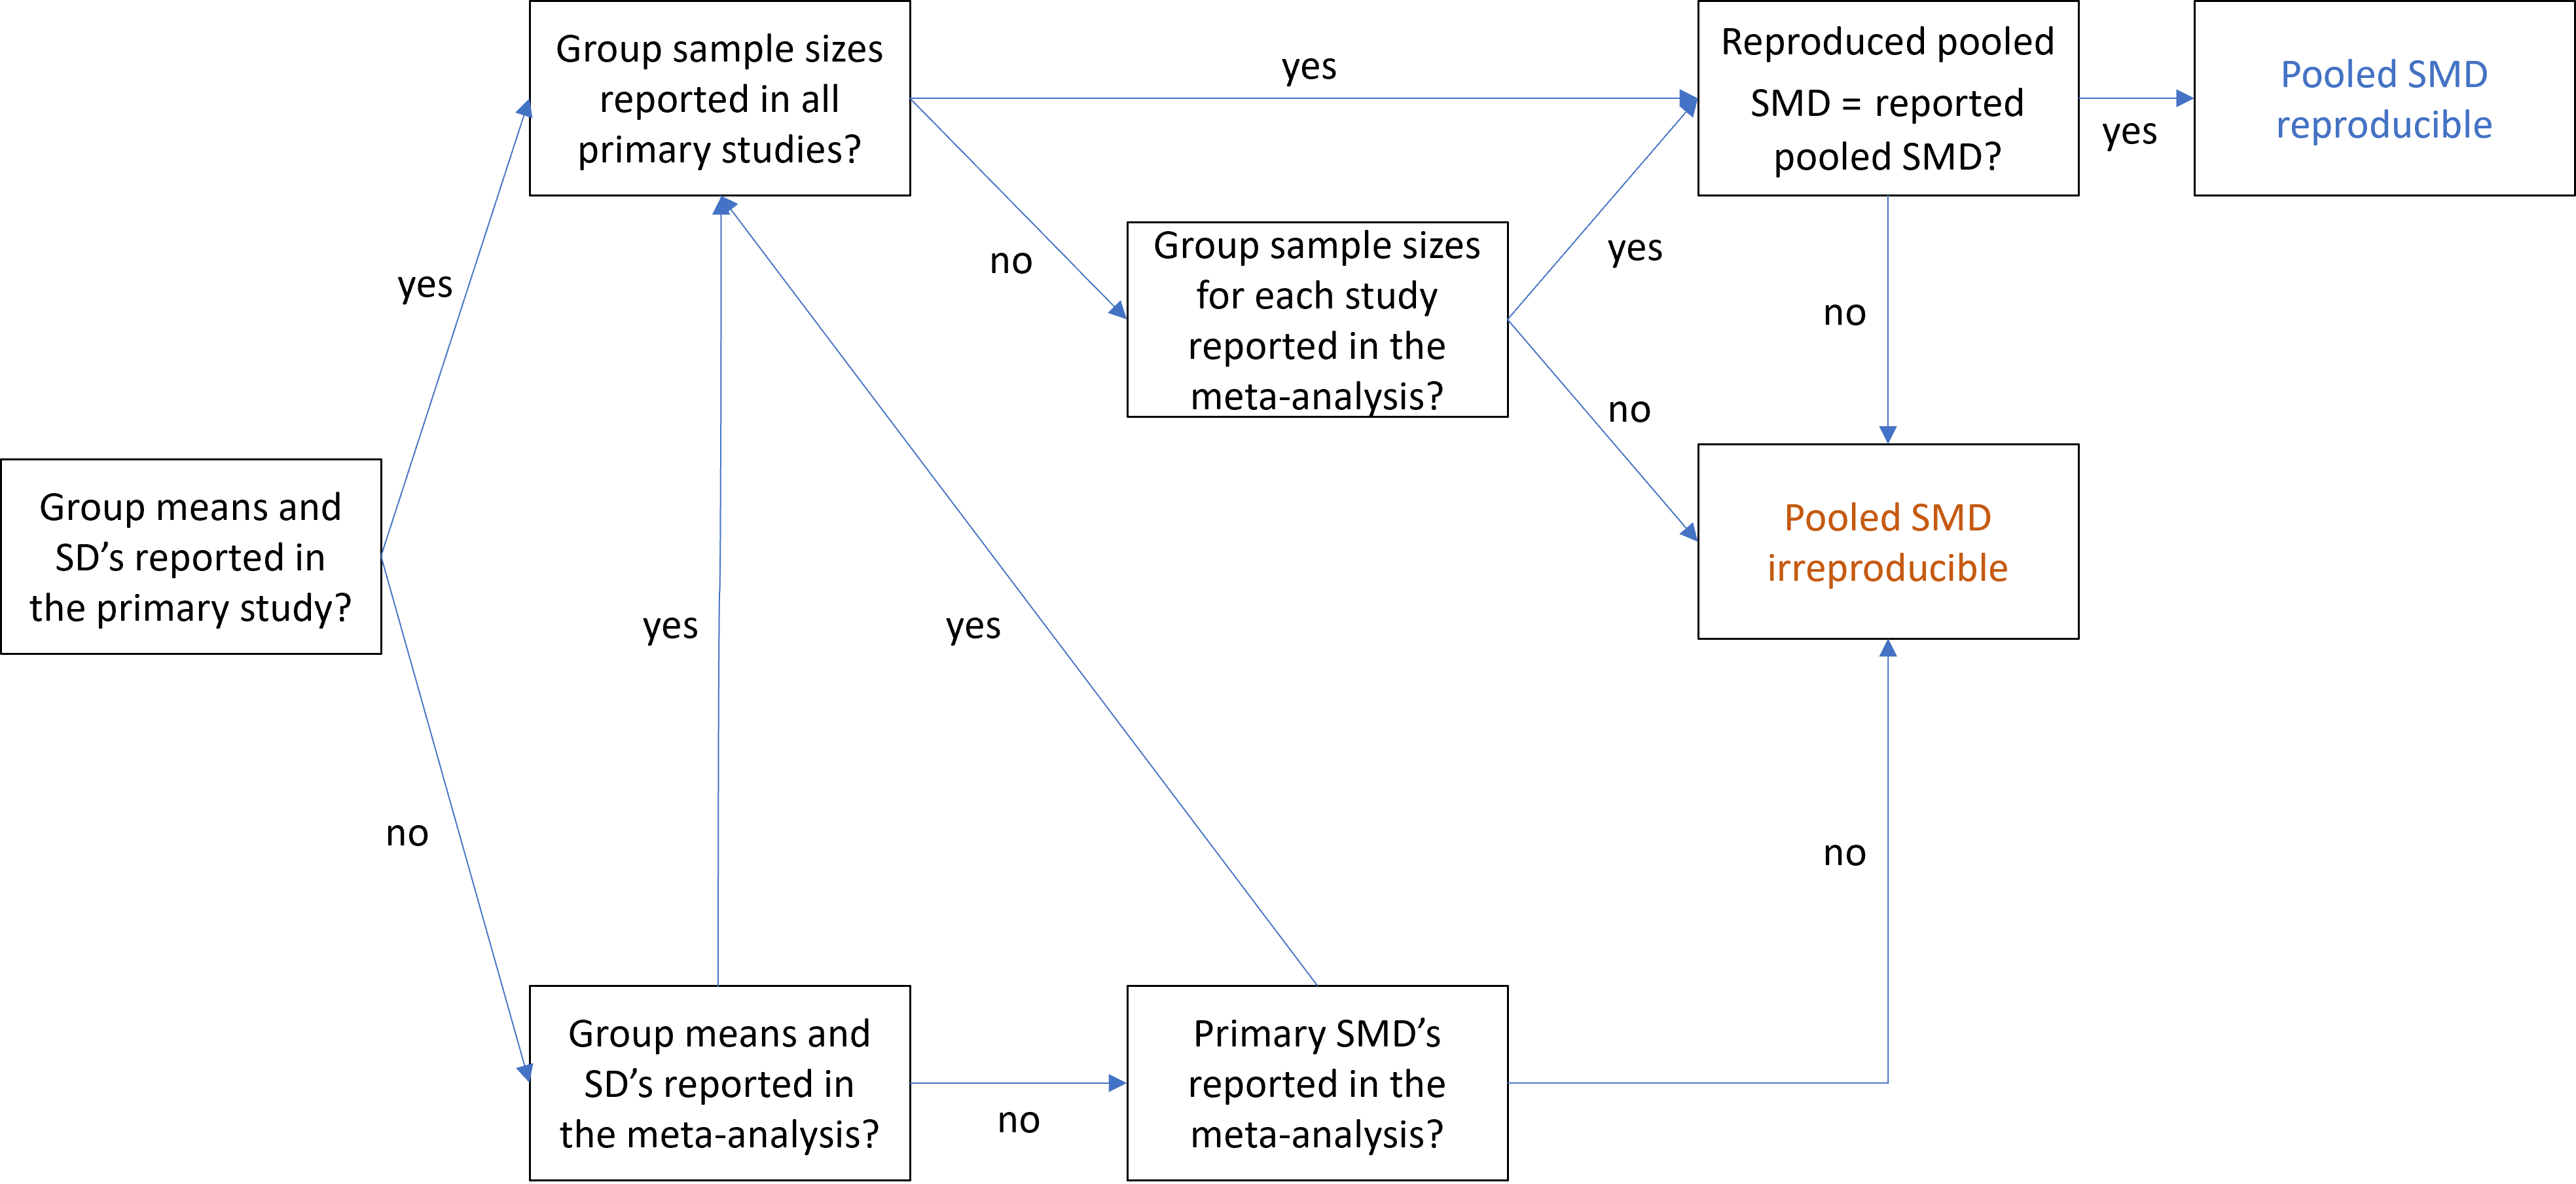 Group sample sizes
reported in all
primary studies?
yes
Reproduced pooled
SMD = reported
pooled SMD?
yes
Pooled SMD
reproducible
yes
no
Group sample sizes
for each study
reported in the
meta-analysis?
yes
no
no
Group means and
SD’s reported in
the primary study?
Pooled SMD
irreproducible
yes
yes
no
no
Group means and
SD’s reported in
the meta-analysis?
no
Primary SMD’s
reported in the
meta-analysis?